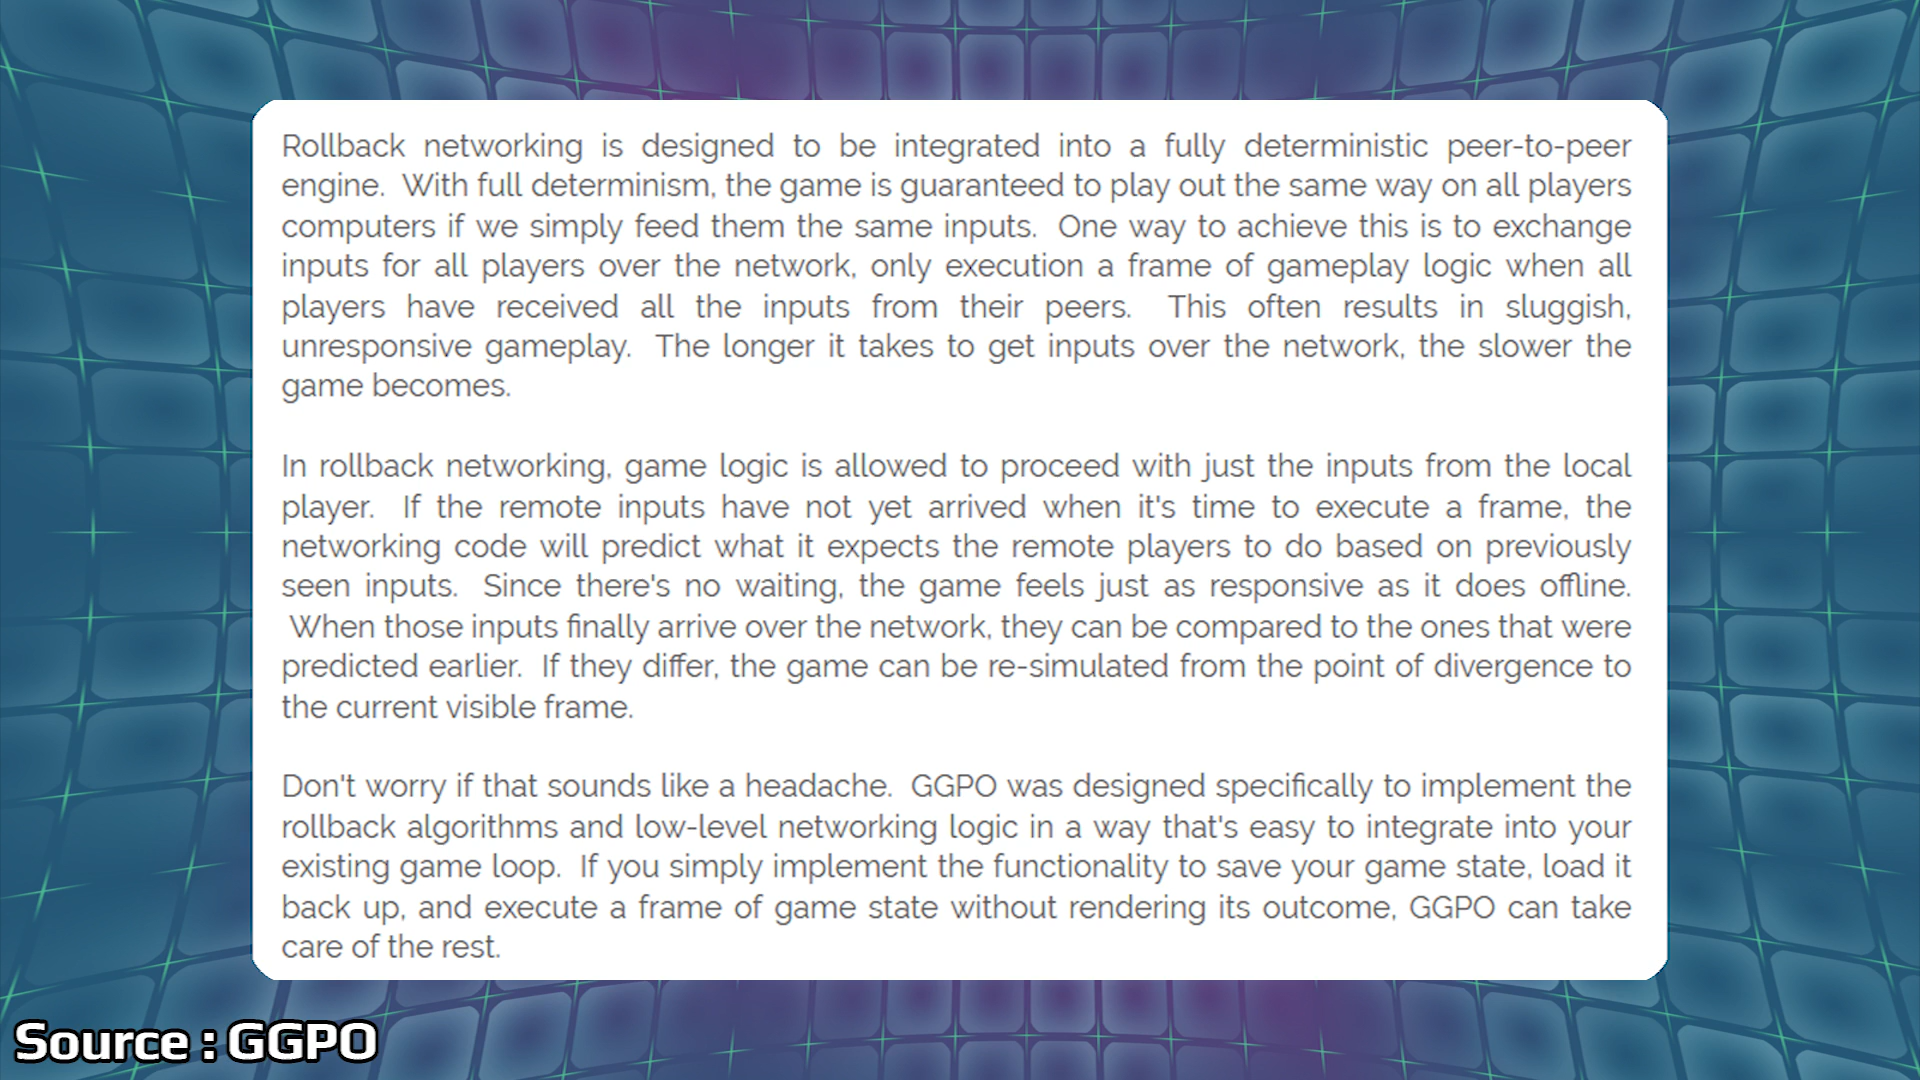 Rollback networking is designed to be integrated into a fully deterministic peer-to-peer
engine.  With full determinism, the game is guaranteed to play out the same way on all players
computers if we simply feed them the same inputs.  One way to achieve this is to exchange
inputs for all players over the network, only execution a frame of gameplay logic when all
players have received all the inputs from their peers.  This often results in sluggish,
unresponsive gameplay.  The longer it takes to get inputs over the network, the slower the
game becomes.
In rollback networking, game logic is allowed to proceed with just the inputs from the local
player.  If the remote inputs have not yet arrived when it's time to execute a frame, the
networking code will predict what it expects the remote players to do based on previously
seen inputs.  Since there's no waiting, the game feels just as responsive as it does offline.
When those inputs finally arrive over the network, they can be compared to the ones that were
predicted earlier.  If they differ, the game can be re-simulated from the point of divergence to
the current visible frame.
Don't worry if that sounds like a headache.  GGPO was designed specifically to implement the
rollback algorithms and low-level networking logic in a way that's easy to integrate into your
existing game loop.  If you simply implement the functionality to save your game state, load it
back up, and execute a frame of game state without rendering its outcome, GGPO can take
care of the rest.
Source : GGPO